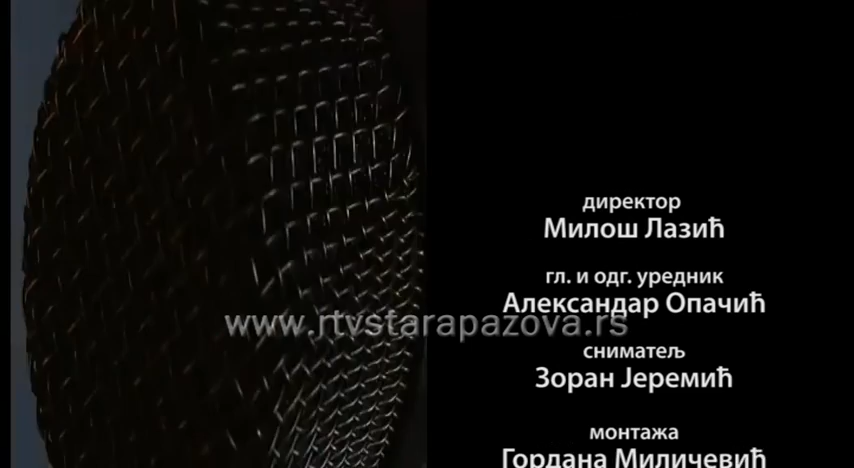 директор
Милош Лазић
гл. и одг. уредник
Александар Опачић
www.rtvstarapazova.rs
сниматељ
Зоран Јеремић
монтажа
Гордана Миличевић